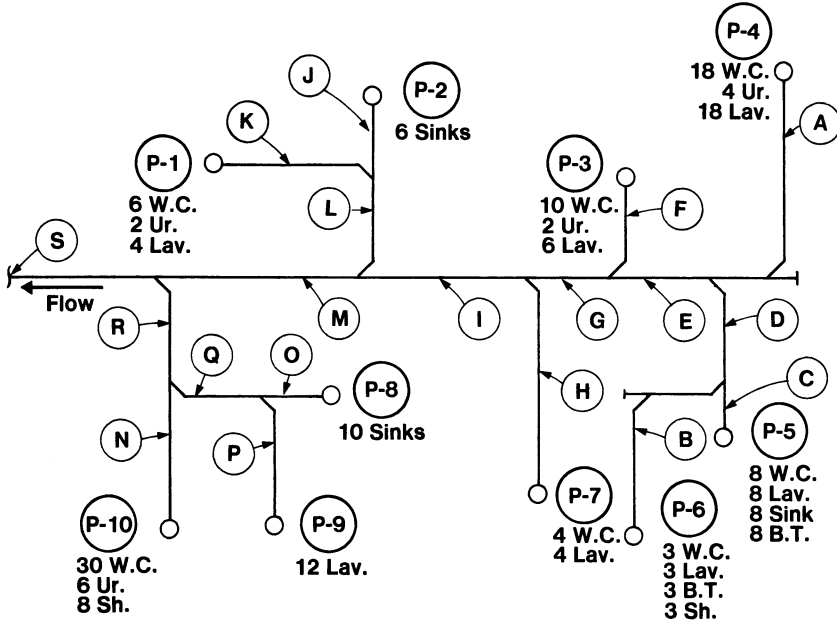 P-4
18 W.C.
4 Ur.
18 Lav.
A
J
P-2
6 Sinks
K
P-1
6 W.C.
2 Ur.
4 Lav.
L
P-3
10 W.C.
2 Ur.
6 Lav.
F
S
Flow
M
I
G
E
D
R
Q
O
P-8
10 Sinks
H
C
N
P
B
P-5
8 W.C.
8 Lav.
8 Sink
8 B.T.
P-10
30 W.C.
6 Ur.
8 Sh.
P-9
12 Lav.
P-7
4 W.C.
4 Lav.
P-6
3 W.C.
3 Lav.
3 B.T.
3 Sh.